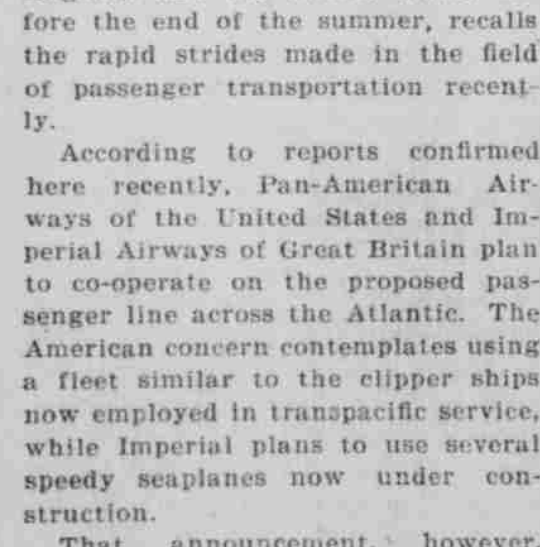 fore the end of the summer, recalls
the rapid strides made in the field
of passenger transportation recent-
ly.
According to reports confirmed
here recently, Pan-American Air-
ways of the United States and Im-
perial Airways of Great Britain plan
to co-operate on the proposed pas-
senger line across the Atlantic. The
American concern contemplates using
a fleet similar to the clipper ships
now employed in transpacific service,
while Imperial plans to use several
speedy seaplanes now under con-
struction.
That announcement, however,